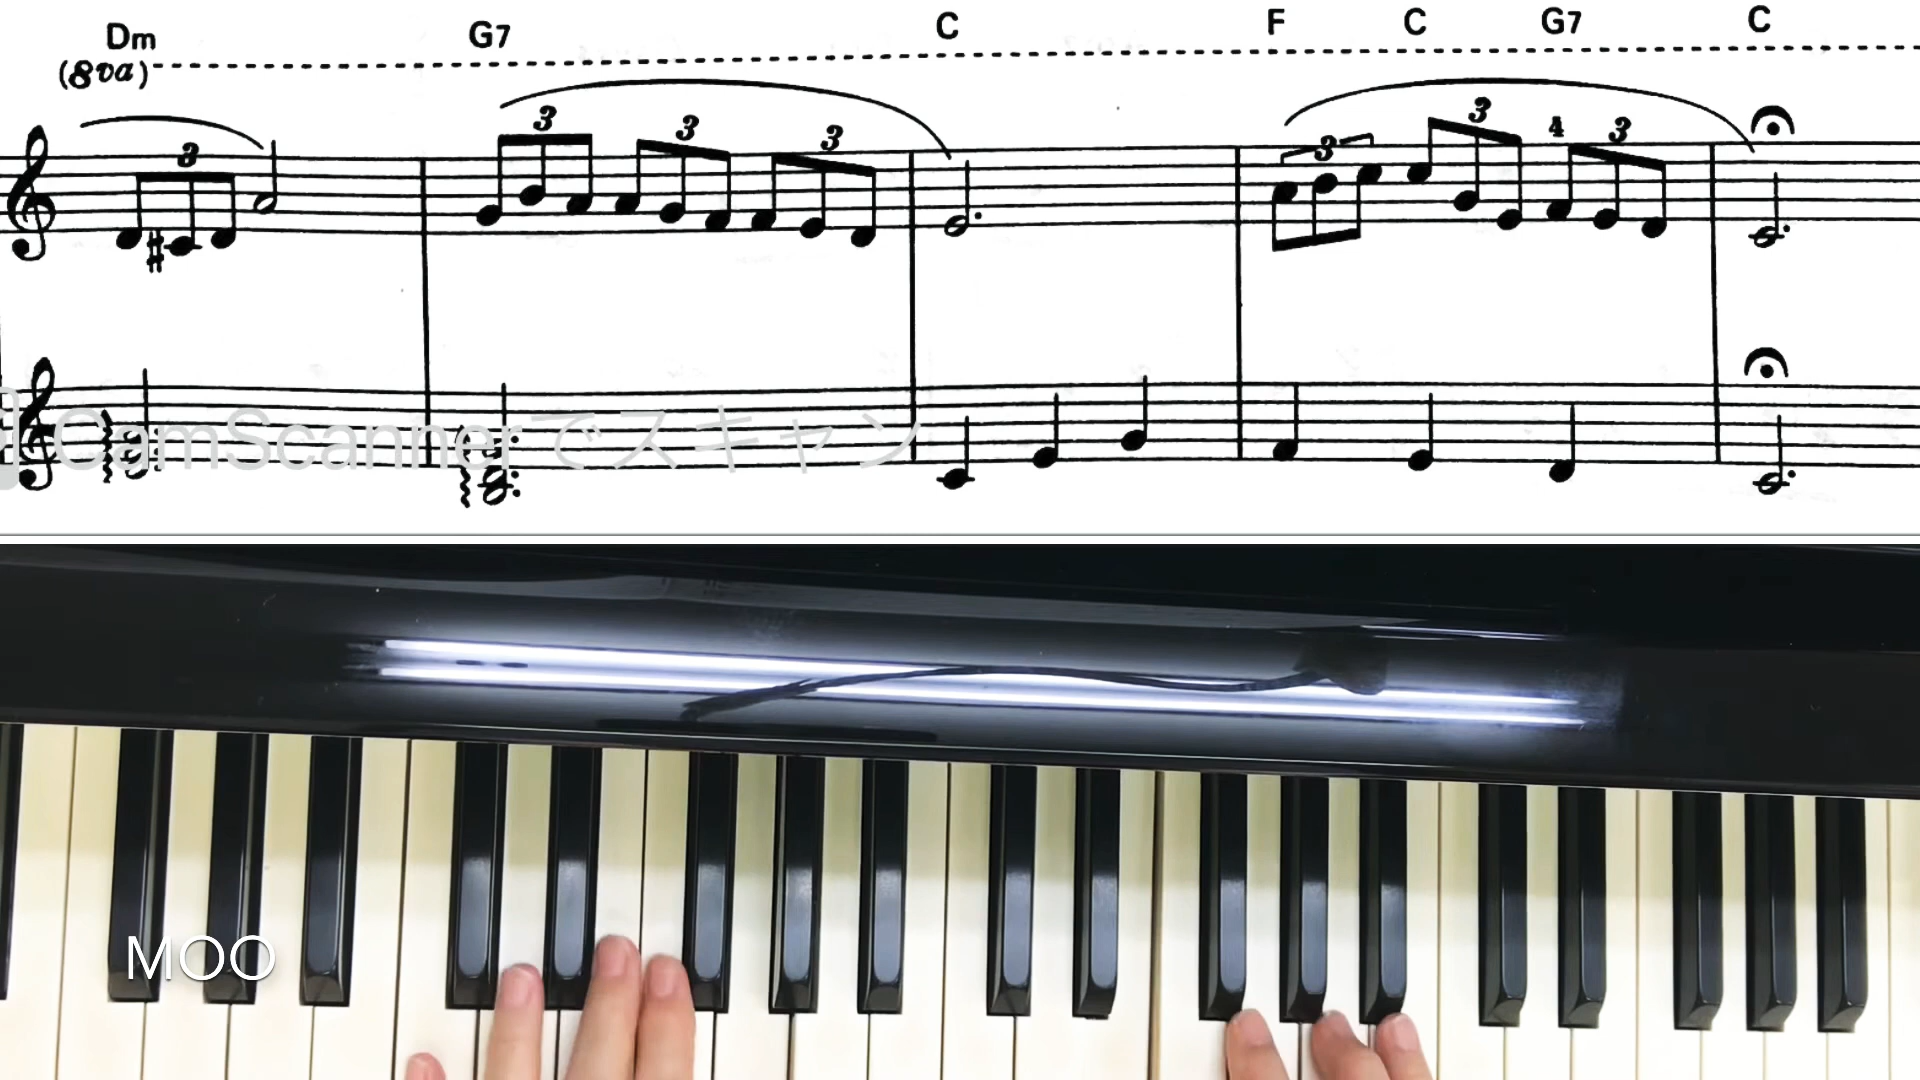 Dm G7 C F C G7 C
(8va)
3 3 3 3 3 3 4 3
CamScannerでスキャン
MOO